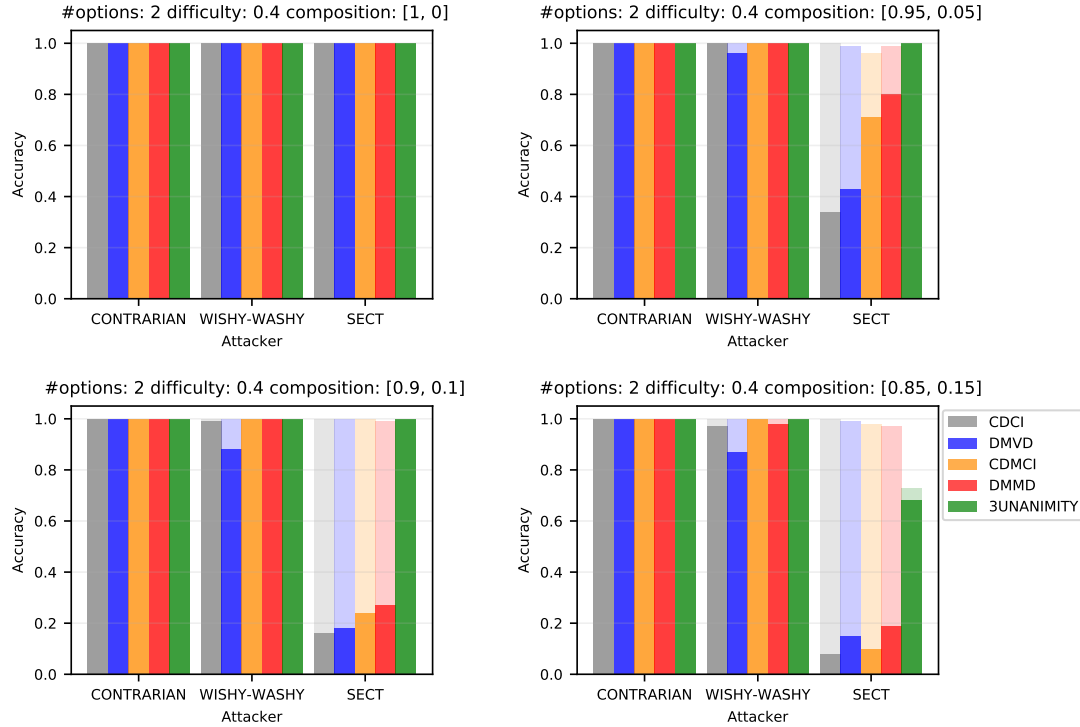 #options: 2 difficulty: 0.4 composition: [1, 0]
1.0
0.8
0.6
0.4
0.2
0.0
Accuracy
CONTRARIAN WISHY-WASHY SECT
Attacker
#options: 2 difficulty: 0.4 composition: [0.95, 0.05]
1.0
0.8
0.6
0.4
0.2
0.0
Accuracy
CONTRARIAN WISHY-WASHY SECT
Attacker
#options: 2 difficulty: 0.4 composition: [0.9, 0.1]
1.0
0.8
0.6
0.4
0.2
0.0
Accuracy
CONTRARIAN WISHY-WASHY SECT
Attacker
#options: 2 difficulty: 0.4 composition: [0.85, 0.15]
1.0
0.8
0.6
0.4
0.2
0.0
Accuracy
CONTRARIAN WISHY-WASHY SECT
Attacker
CDCI
DMVD
CDMCI
DMMD
3UNANIMITY